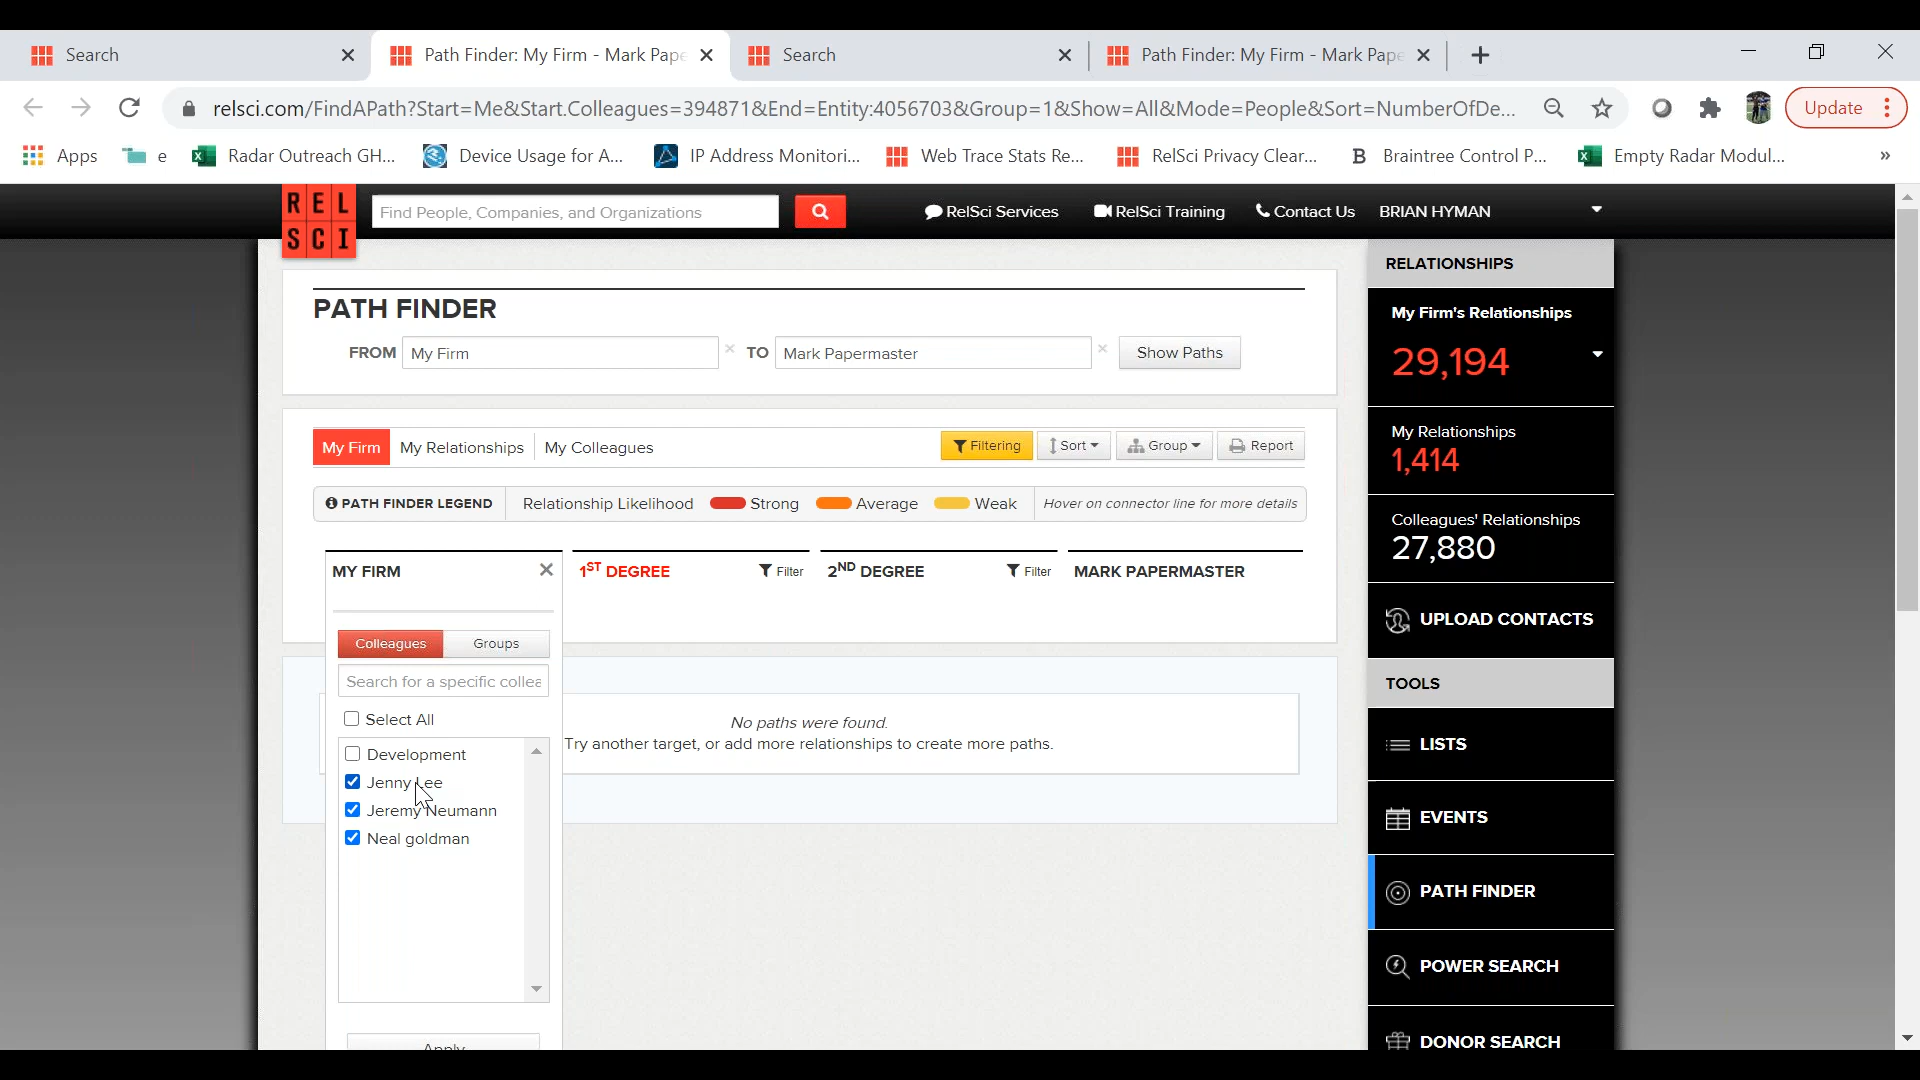 Search
Path Finder: My Firm - Mark Pape
Search
Path Finder: My Firm - Mark Pape
relsci.com/FindAPath?Start=Me&Start.Colleagues=394871&End=Entity:4056703&Group=1&Show=All&Mode=People&Sort=NumberOfDe...
Update
Apps
e
Radar Outreach GH...
Device Usage for A...
IP Address Monitori...
Web Trace Stats Re...
RelSci Privacy Clear...
B Braintree Control P...
Empty Radar Modul...
»
REL
SCI
Find People, Companies, and Organizations
RelSci Services
RelSci Training
Contact Us
BRIAN HYMAN
PATH FINDER
FROM My Firm
TO Mark Papermaster
Show Paths
My Firm
My Relationships
My Colleagues
Filtering
Sort
Group
Report
PATH FINDER LEGEND
Relationship Likelihood
Strong
Average
Weak
Hover on connector line for more details
MY FIRM
1ST DEGREE
Filter
2ND DEGREE
Filter
MARK PAPERMASTER
Colleagues
Groups
Search for a specific collea
Select All
Development
Jenny Lee
Jeremy Neumann
Neal goldman
Apply
No paths were found.
Try another target, or add more relationships to create more paths.
RELATIONSHIPS
My Firm's Relationships
29,194
My Relationships
1,414
Colleagues' Relationships
27,880
UPLOAD CONTACTS
TOOLS
LISTS
EVENTS
PATH FINDER
POWER SEARCH
DONOR SEARCH